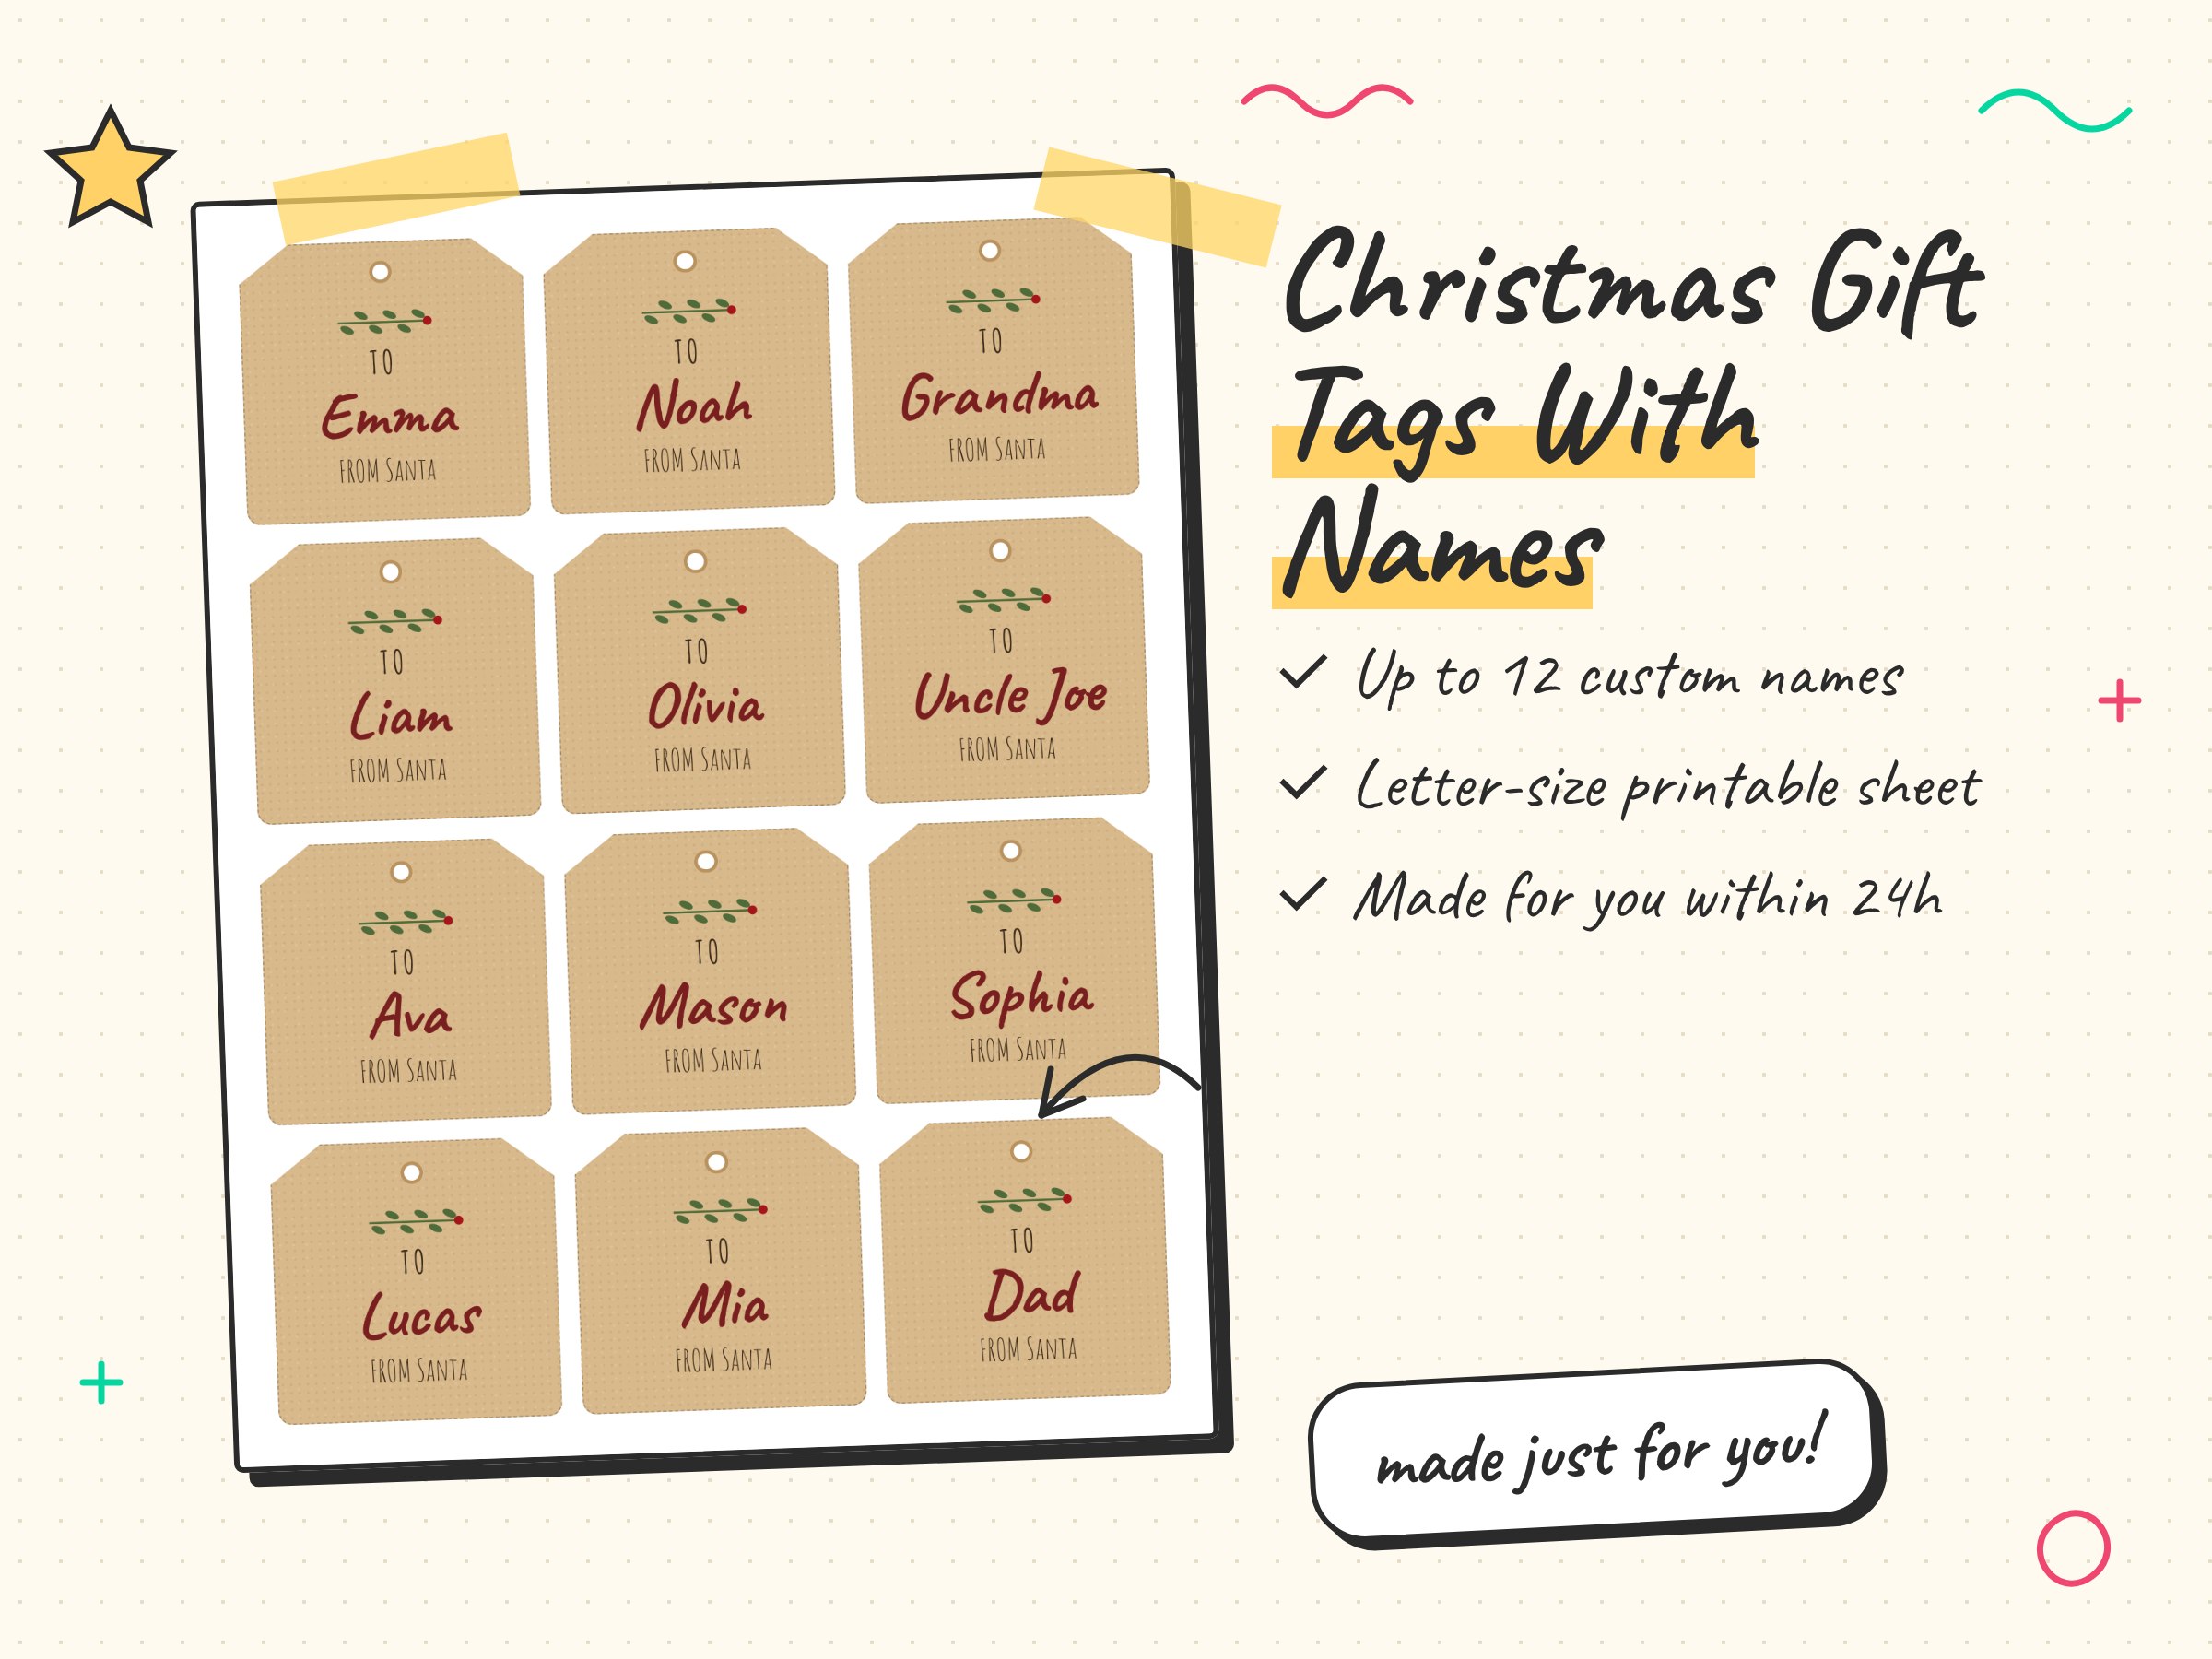 TO
Emma
FROM Santa
TO
Noah
FROM Santa
TO
Grandma
FROM Santa
TO
Liam
FROM Santa
TO
Olivia
FROM Santa
TO
Uncle Joe
FROM Santa
TO
Ava
FROM Santa
TO
Mason
FROM Santa
TO
Sophia
FROM Santa
TO
Lucas
FROM Santa
TO
Mia
FROM Santa
TO
Dad
FROM Santa
Christmas Gift
Tags With
Names
Up to 12 custom names
Letter-size printable sheet
Made for you within 24h
made just for you!